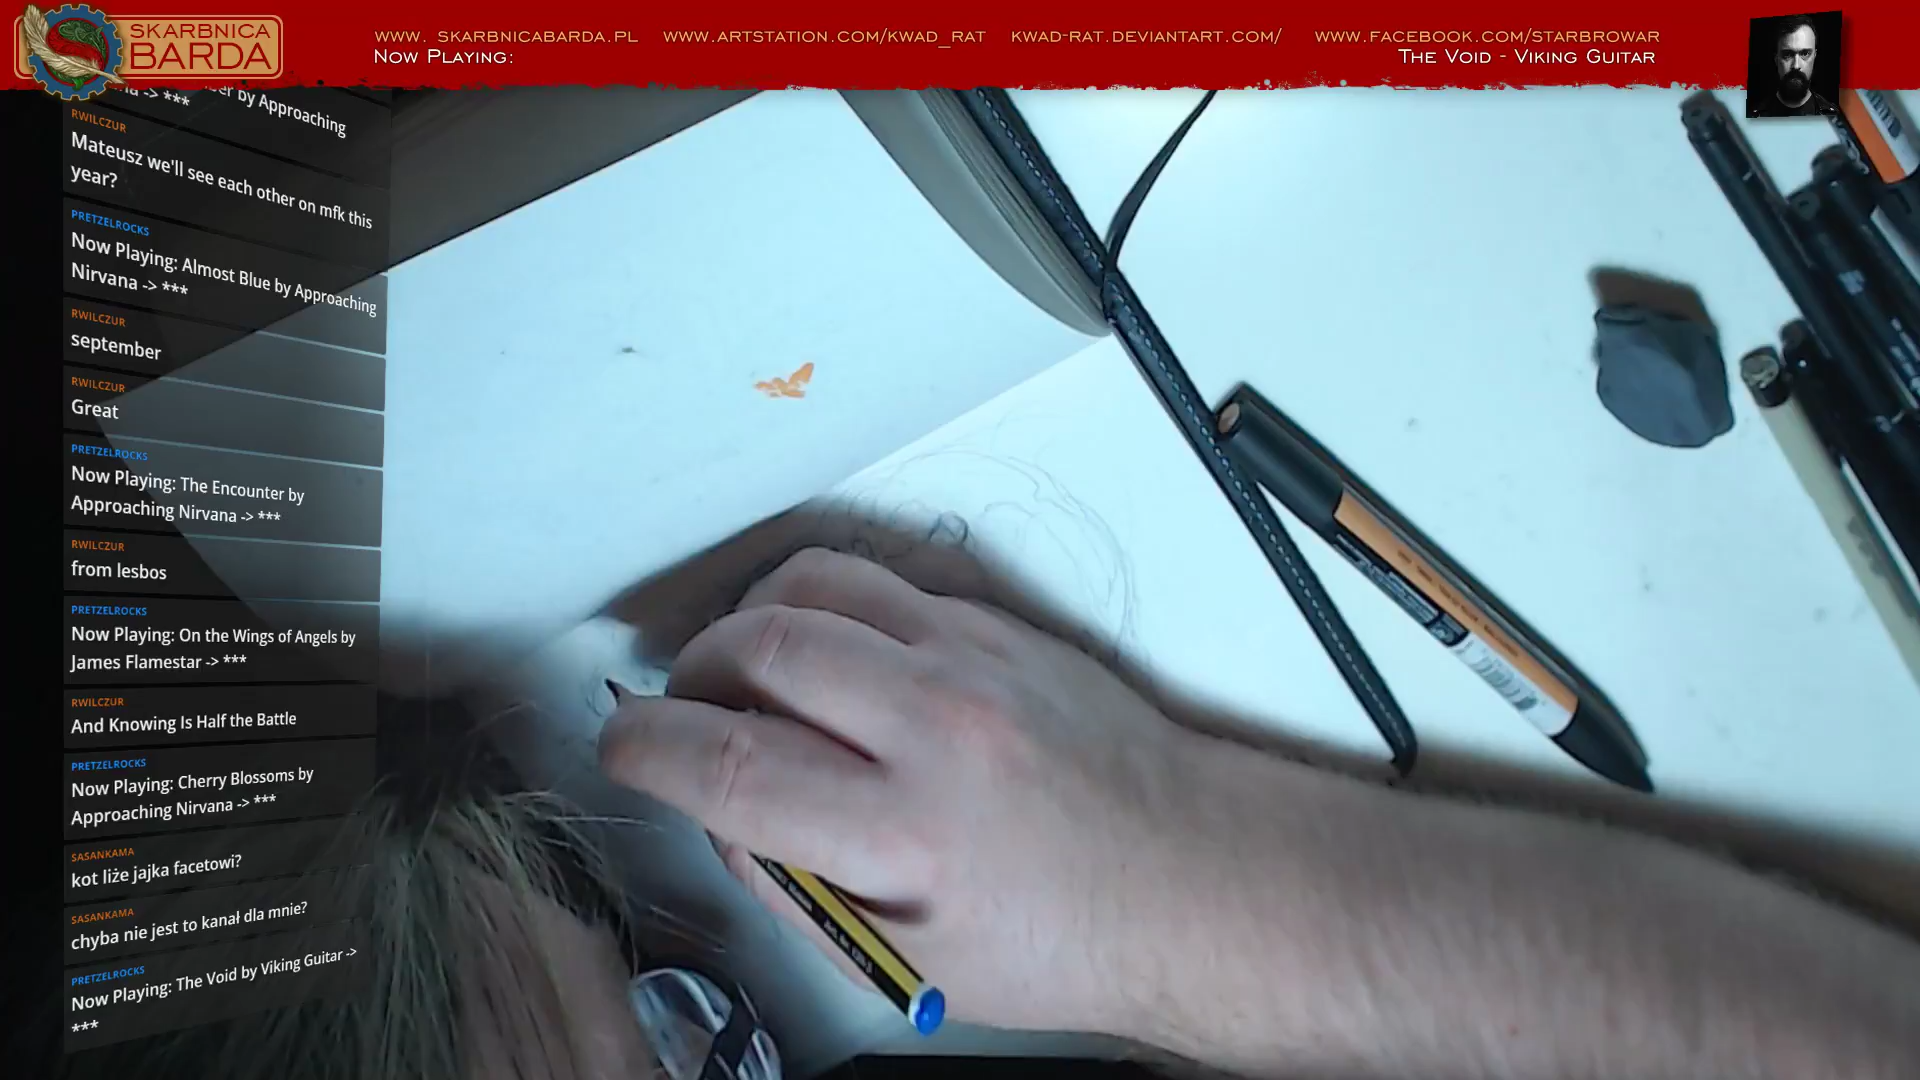 SKARBNICA
BARDA
WWW. SKARBNICABARDA.PL WWW.ARTSTATION.COM/KWAD_RAT KWAD-RAT.DEVIANTART.COM/ WWW.FACEBOOK.COM/STARBROWAR
Now Playing: The Void - Viking Guitar
by Approaching
-> ***
RWILCZUR
Mateusz we'll see each other on mfk this
year?
PRETZELROCKS
Now Playing: Almost Blue by Approaching
Nirvana -> ***
RWILCZUR
september
RWILCZUR
Great
PRETZELROCKS
Now Playing: The Encounter by
Approaching Nirvana -> ***
RWILCZUR
from lesbos
PRETZELROCKS
Now Playing: On the Wings of Angels by
James Flamestar -> ***
RWILCZUR
And Knowing Is Half the Battle
PRETZELROCKS
Now Playing: Cherry Blossoms by
Approaching Nirvana -> ***
SASANKAMA
kot liże jajka facetowi?
SASANKAMA
chyba nie jest to kanał dla mnie?
PRETZELROCKS
Now Playing: The Void by Viking Guitar ->
***